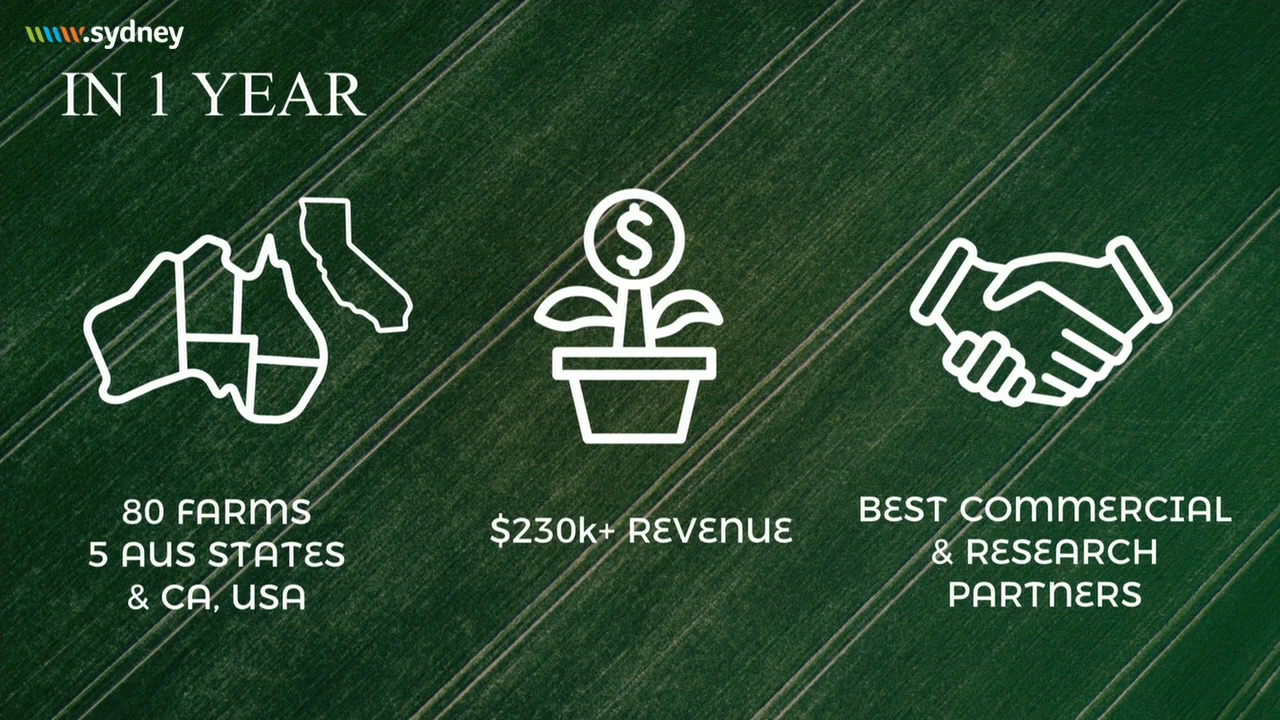 www.sydney
IN 1 YEAR
$
80 FARMS
5 AUS STATES
& CA, USA
$230k+ REVENUE
BEST COMMERCIAL
& RESEARCH
PARTNERS